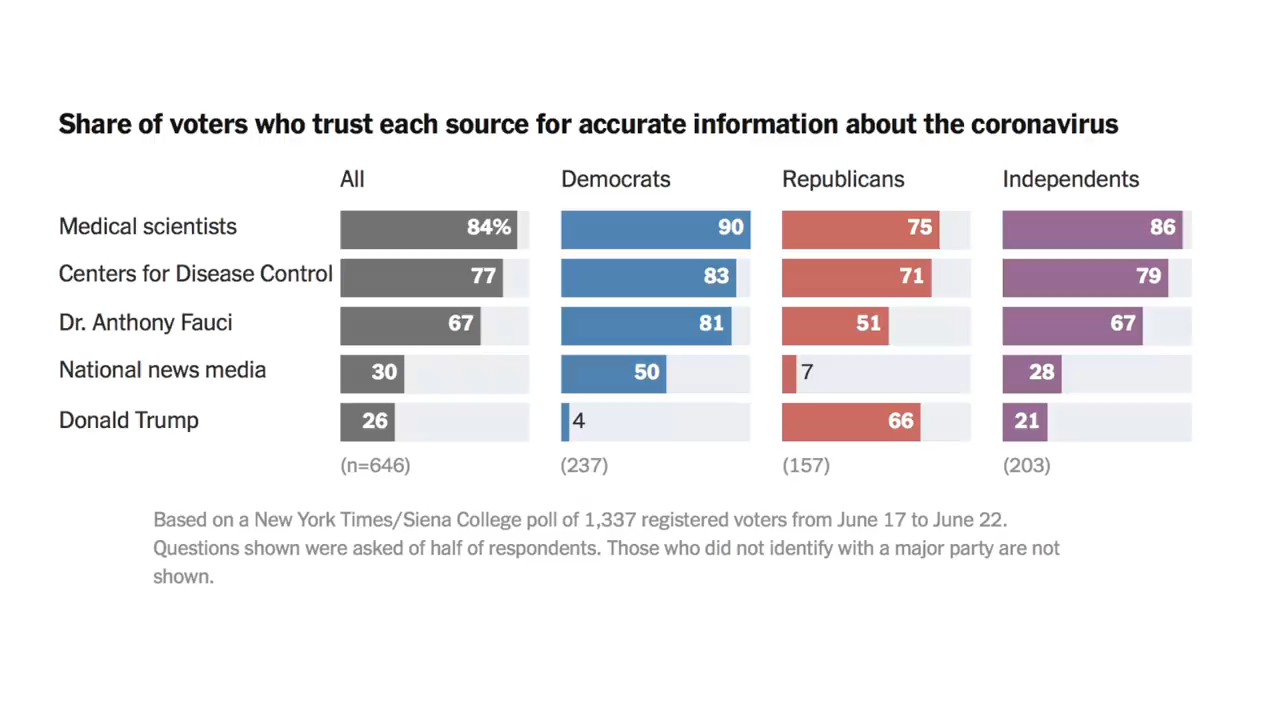 Share of voters who trust each source for accurate information about the coronavirus
All Democrats Republicans Independents
Medical scientists 84% 90 75 86
Centers for Disease Control 77 83 71 79
Dr. Anthony Fauci 67 81 51 67
National news media 30 50 7 28
Donald Trump 26 4 66 21
(n=646) (237) (157) (203)
Based on a New York Times/Siena College poll of 1,337 registered voters from June 17 to June 22.
Questions shown were asked of half of respondents. Those who did not identify with a major party are not
shown.